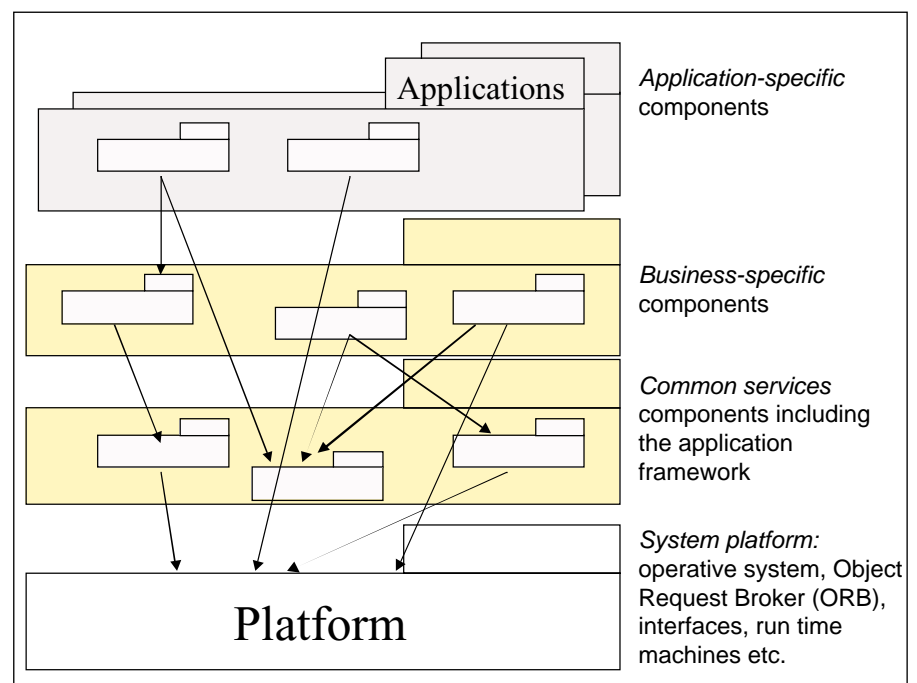 Applications
Application-specific
components
Business-specific
components
Common services
components including
the application
framework
Platform
System platform:
operative system, Object
Request Broker (ORB),
interfaces, run time
machines etc.